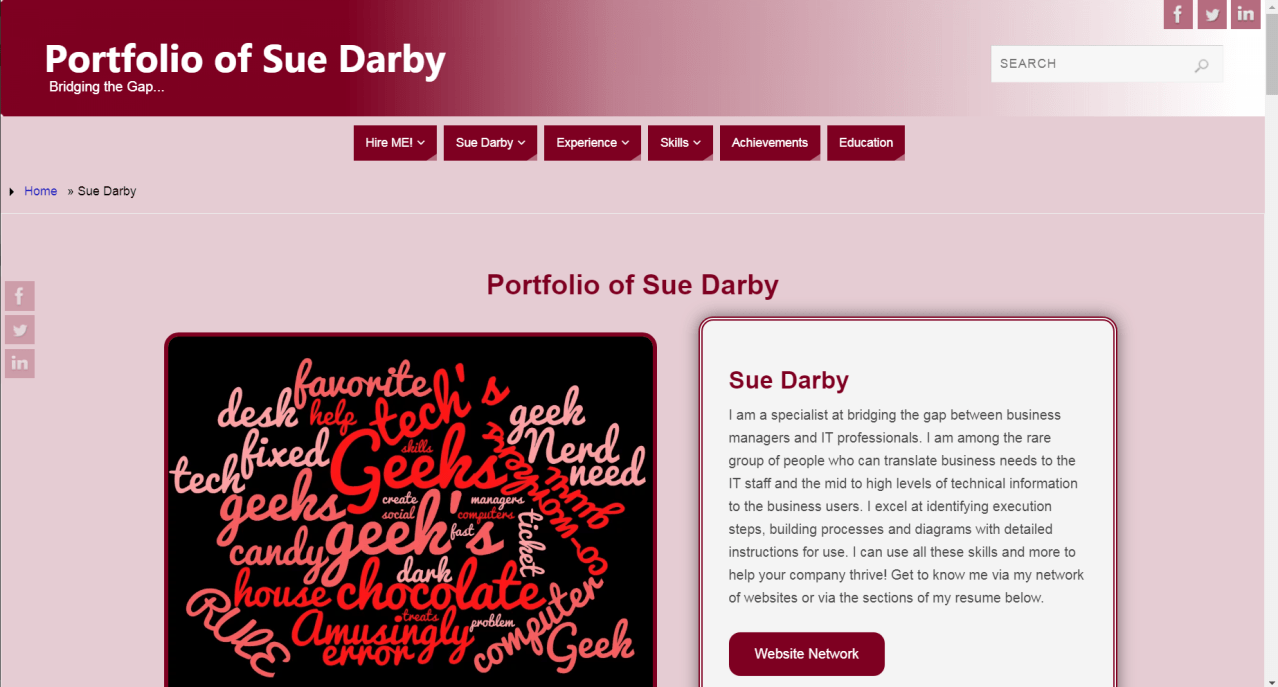 Portfolio of Sue Darby
Bridging the Gap...
SEARCH
Hire ME!
Sue Darby
Experience
Skills
Achievements
Education
Home » Sue Darby
Portfolio of Sue Darby
favorite
tech's
desk
help
geek
skills
fixed
Nerd
tech
Geeks
need
geeks
create
managers
guru
social
computers
co-worker
geek's
fast
ticket
candy
dark
house
chocolate
computer
RULE
treats
Amusingly
problem
error
Geek
Sue Darby
I am a specialist at bridging the gap between business
managers and IT professionals. I am among the rare
group of people who can translate business needs to the
IT staff and the mid to high levels of technical information
to the business users. I excel at identifying execution
steps, building processes and diagrams with detailed
instructions for use. I can use all these skills and more to
help your company thrive! Get to know me via my network
of websites or via the sections of my resume below.
Website Network